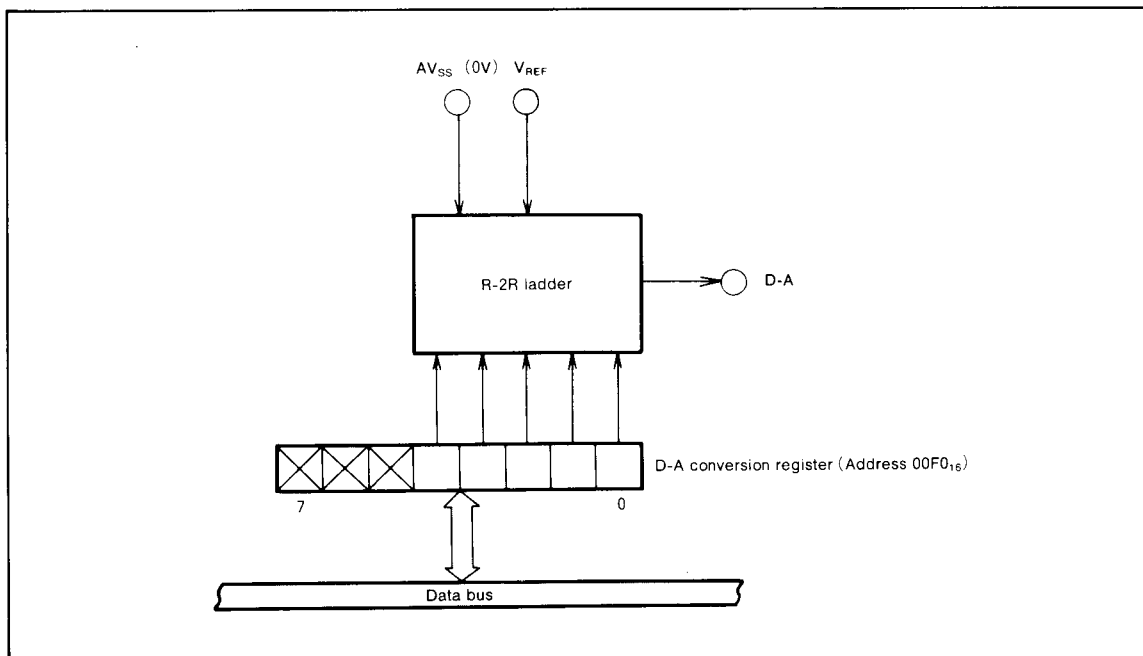 AVSS (0V) VREF
R-2R ladder
D-A
D-A conversion register (Address 00F016)
7 0
Data bus